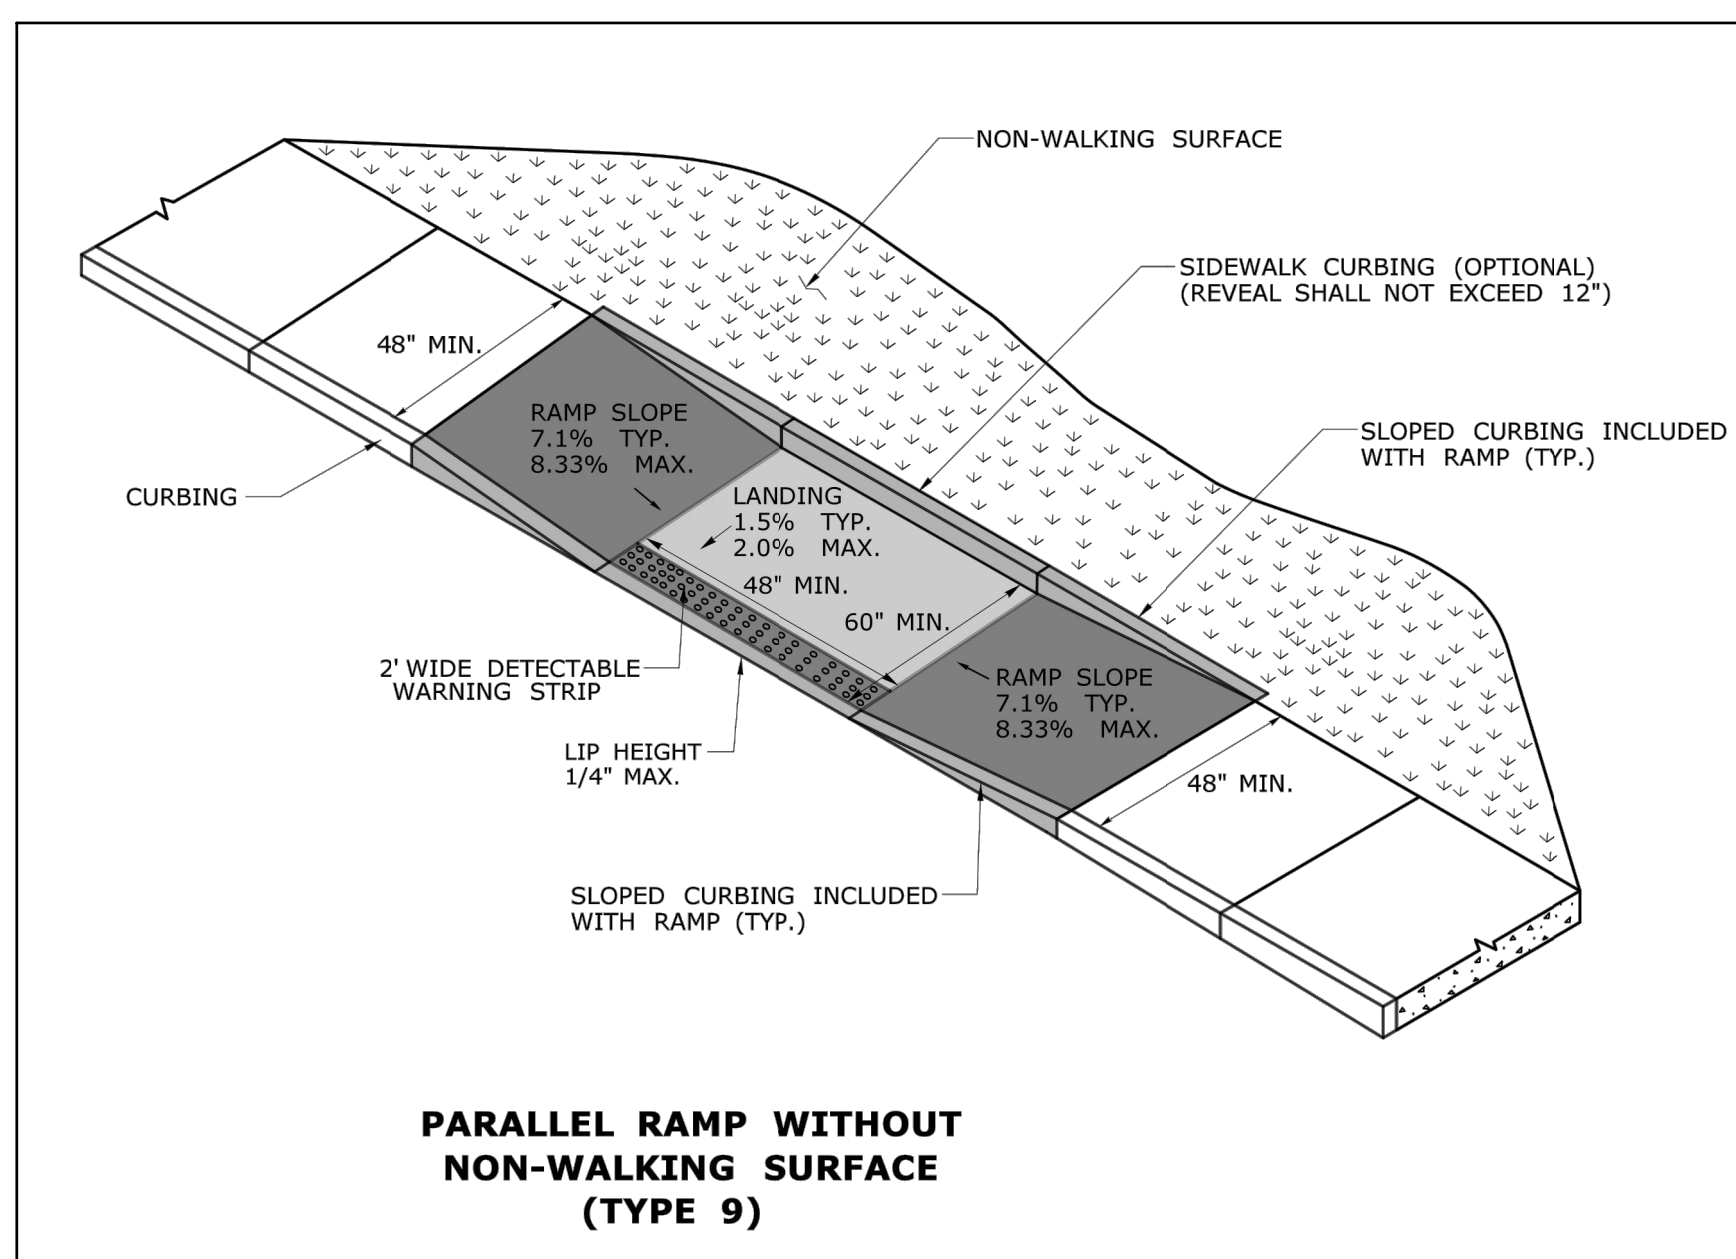 NON-WALKING SURFACE
SIDEWALK CURBING (OPTIONAL)
(REVEAL SHALL NOT EXCEED 12")
48" MIN.
RAMP SLOPE
7.1% TYP.
8.33% MAX.
SLOPED CURBING INCLUDED
WITH RAMP (TYP.)
CURBING
LANDING
1.5% TYP.
2.0% MAX.
48" MIN.
60" MIN.
2' WIDE DETECTABLE
WARNING STRIP
RAMP SLOPE
7.1% TYP.
8.33% MAX.
LIP HEIGHT
1/4" MAX.
48" MIN.
SLOPED CURBING INCLUDED
WITH RAMP (TYP.)
PARALLEL RAMP WITHOUT
NON-WALKING SURFACE
(TYPE 9)